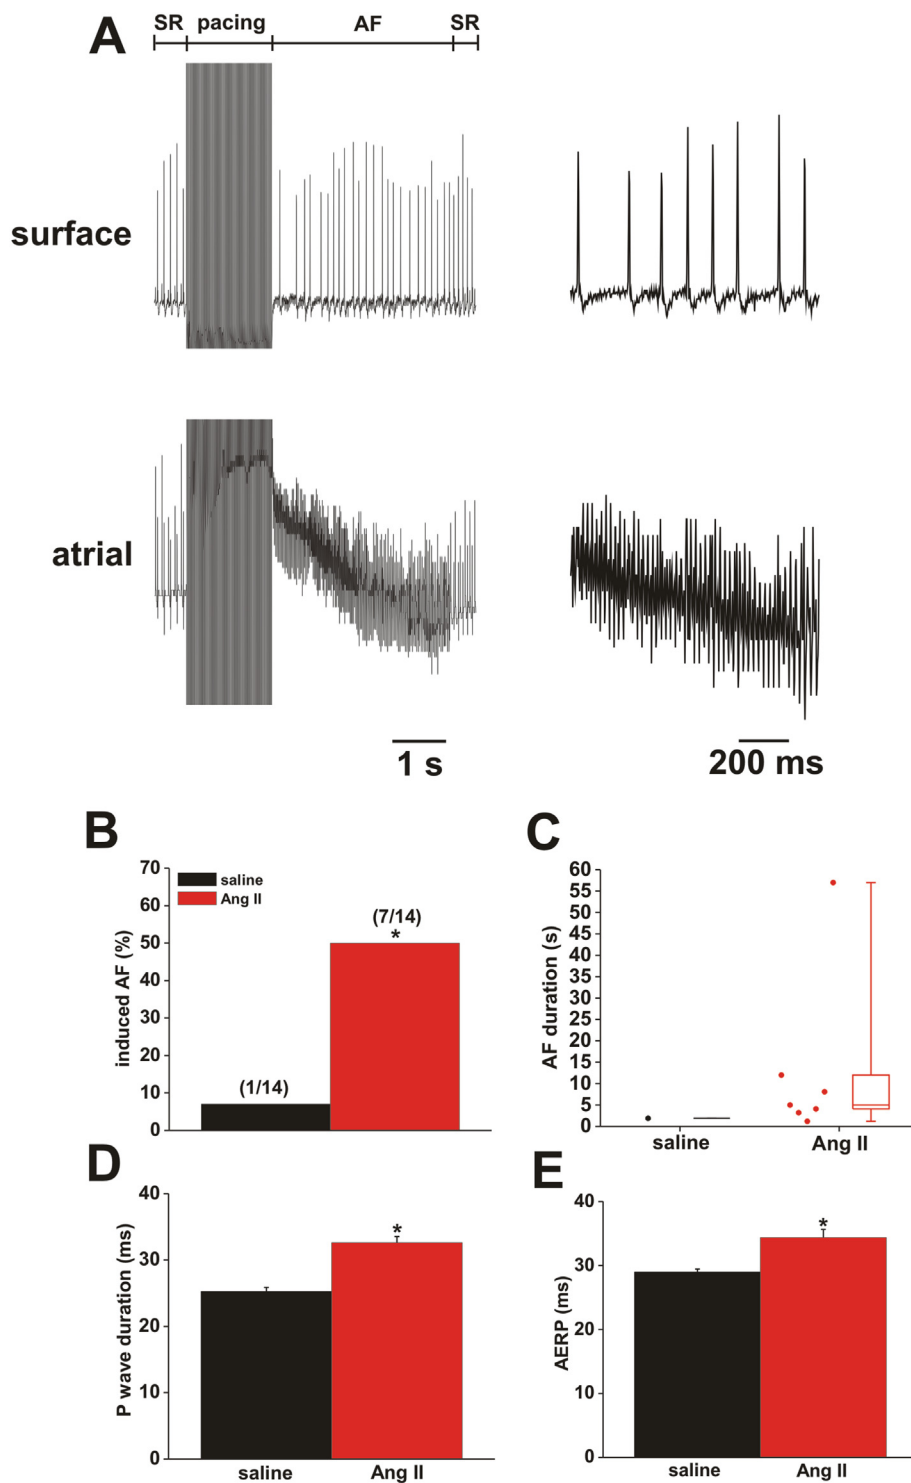 A
SR pacing AF SR
surface
atrial
1 s
200 ms
B
induced AF (%)
70
60
50
40
30
20
10
0
saline
Ang II
(1/14)
(7/14)
*
C
AF duration (s)
60
55
50
45
40
35
30
25
20
15
10
5
0
saline Ang II
D
P wave duration (ms)
40
30
20
10
0
*
saline Ang II
E
AERP (ms)
40
30
20
10
0
*
saline Ang II